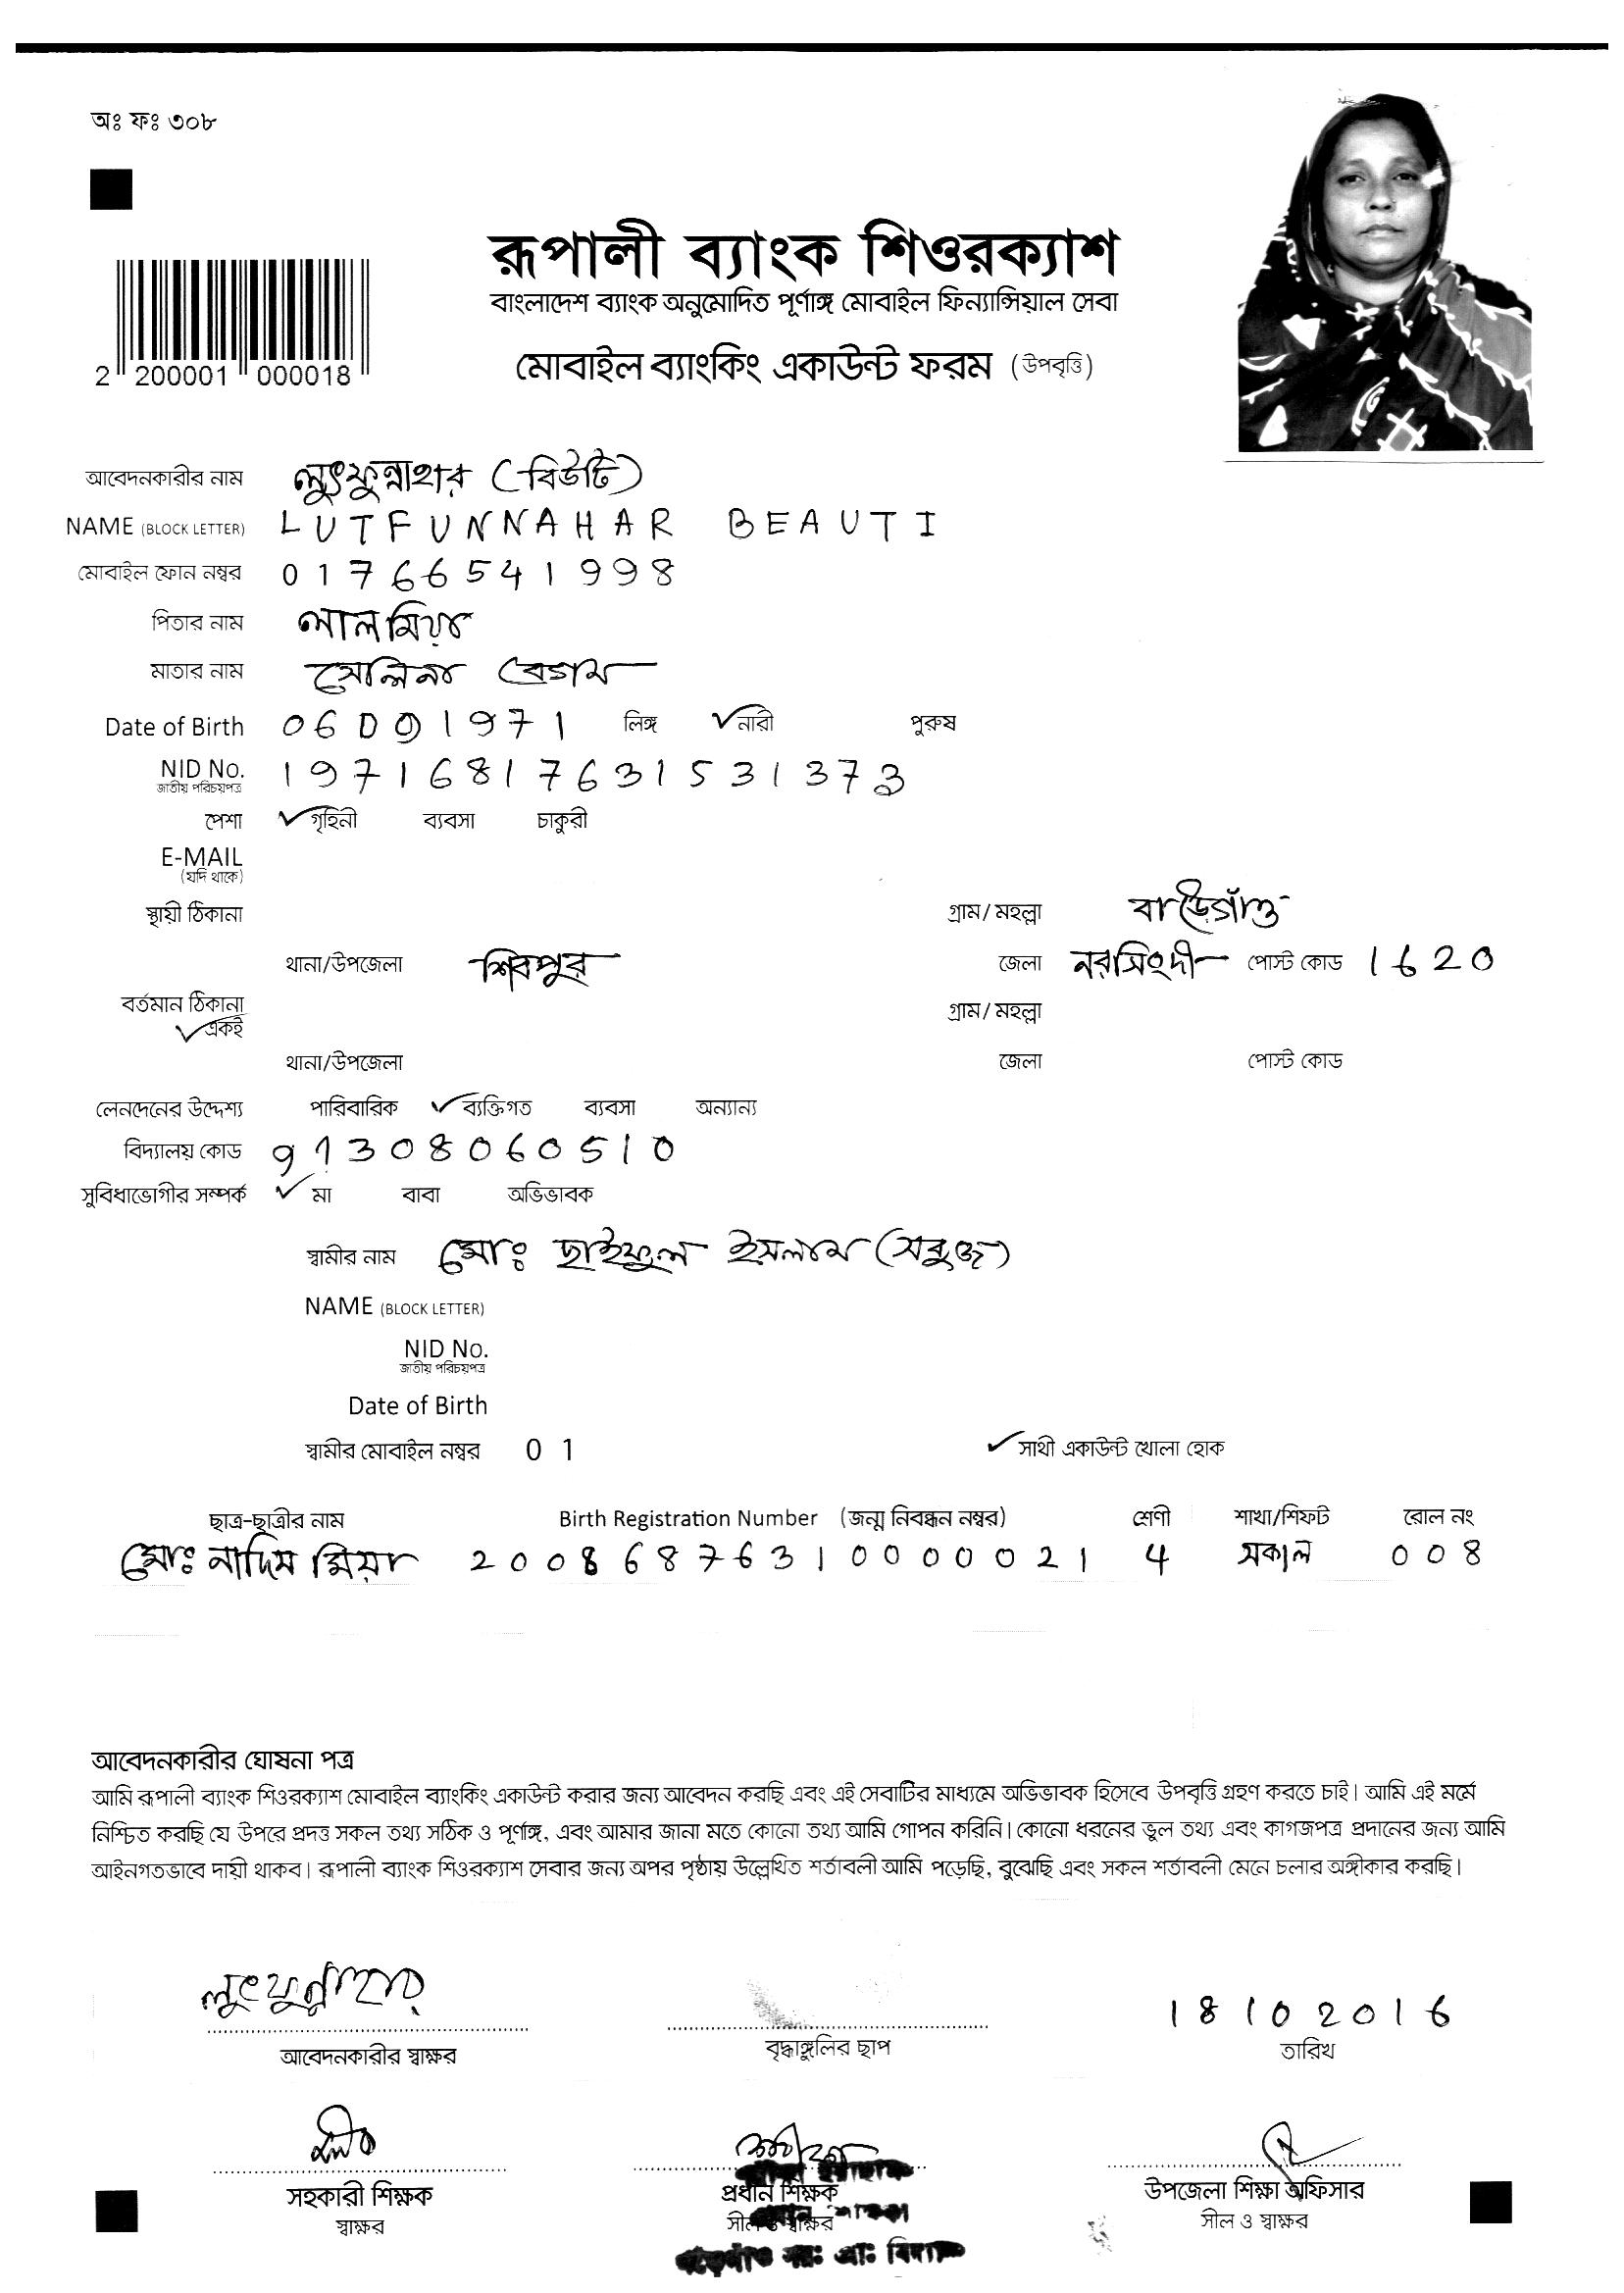 অঃ ফঃ ৩০৮
2 200001 000018
রূপালী ব্যাংক শিওরক্যাশ
বাংলাদেশ ব্যাংক অনুমোদিত পূর্ণাঙ্গ মোবাইল ফিন্যান্সিয়াল সেবা
মোবাইল ব্যাংকিং একাউন্ট ফরম (উপবৃত্তি)
আবেদনকারীর নাম লুৎফুন্নাহার (বিউটি)
NAME (BLOCK LETTER) LUTFUNNAHAR BEAUTI
মোবাইল ফোন নম্বর 01766541998
পিতার নাম লাল মিয়া
মাতার নাম সেলিনা বেগম
Date of Birth 06091971 লিঙ্গ নারী পুরুষ
NID No. 19716817631531373
জাতীয় পরিচয়পত্র
পেশা গৃহিনী ব্যবসা চাকুরী
E-MAIL
(যদি থাকে)
স্থায়ী ঠিকানা গ্রাম/ মহল্লা
থানা/উপজেলা শিবপুর জেলা নরসিংদী পোস্ট কোড 1620
বর্তমান ঠিকানা গ্রাম/ মহল্লা
একই
থানা/উপজেলা জেলা পোস্ট কোড
লেনদেনের উদ্দেশ্য পারিবারিক ব্যক্তিগত ব্যবসা অন্যান্য
বিদ্যালয় কোড 91308060510
সুবিধাভোগীর সম্পর্ক মা বাবা অভিভাবক
স্বামীর নাম মোঃ ছাইফুল ইসলাম (সবুজ)
NAME (BLOCK LETTER)
NID No.
জাতীয় পরিচয়পত্র
Date of Birth
স্বামীর মোবাইল নম্বর 01 সাথী একাউন্ট খোলা হোক
ছাত্র-ছাত্রীর নাম Birth Registration Number (জন্ম নিবন্ধন নম্বর) শ্রেণী শাখা/শিফট রোল নং
মোঃ নাদিম মিয়া 20086876310000021 4 সকাল 008
আবেদনকারীর ঘোষনা পত্র
আমি রূপালী ব্যাংক শিওরক্যাশ মোবাইল ব্যাংকিং একাউন্ট করার জন্য আবেদন করছি এবং এই সেবাটির মাধ্যমে অভিভাবক হিসেবে উপবৃত্তি গ্রহণ করতে চাই। আমি এই মর্মে
নিশ্চিত করছি যে উপরে প্রদত্ত সকল তথ্য সঠিক ও পূর্ণাঙ্গ, এবং আমার জানা মতে কোনো তথ্য আমি গোপন করিনি। কোনো ধরনের ভুল তথ্য এবং কাগজপত্র প্রদানের জন্য আমি
আইনগতভাবে দায়ী থাকব। রূপালী ব্যাংক শিওরক্যাশ সেবার জন্য অপর পৃষ্ঠায় উল্লেখিত শর্তাবলী আমি পড়েছি, বুঝেছি এবং সকল শর্তাবলী মেনে চলার অঙ্গীকার করছি।
লুৎফুন্নাহার 18102016
আবেদনকারীর স্বাক্ষর বৃদ্ধাঙ্গুলির ছাপ তারিখ
সহকারী শিক্ষক প্রধান শিক্ষক উপজেলা শিক্ষা অফিসার
স্বাক্ষর সীল ও স্বাক্ষর সীল ও স্বাক্ষর